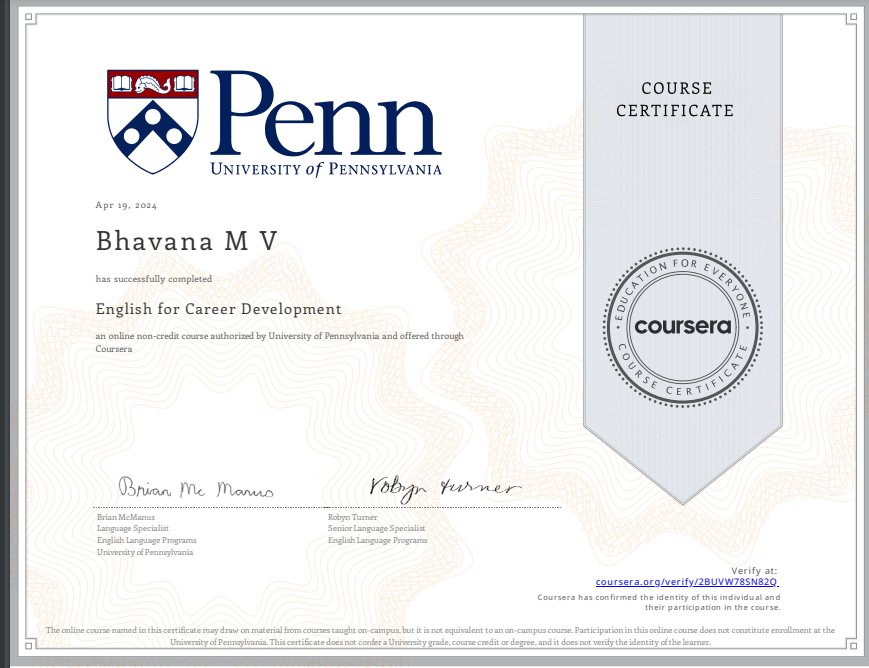 Penn
UNIVERSITY of PENNSYLVANIA
COURSE
CERTIFICATE
Apr 19, 2024
Bhavana M V
has successfully completed
English for Career Development
an online non-credit course authorized by University of Pennsylvania and offered through
Coursera
EDUCATION FOR EVERYONE
coursera
COURSE CERTIFICATE
Brian Mc Manus
Robyn Turner
Brian McManus
Language Specialist
English Language Programs
University of Pennsylvania
Robyn Turner
Senior Language Specialist
English Language Programs
Verify at:
coursera.org/verify/2BUVW78SN82Q
Coursera has confirmed the identity of this individual and
their participation in the course.
The online course named in this certificate may draw on material from courses taught on-campus, but it is not equivalent to an on-campus course. Participation in this online course does not constitute enrollment at the
University of Pennsylvania. This certificate does not confer a University grade, course credit or degree, and it does not verify the identity of the learner.